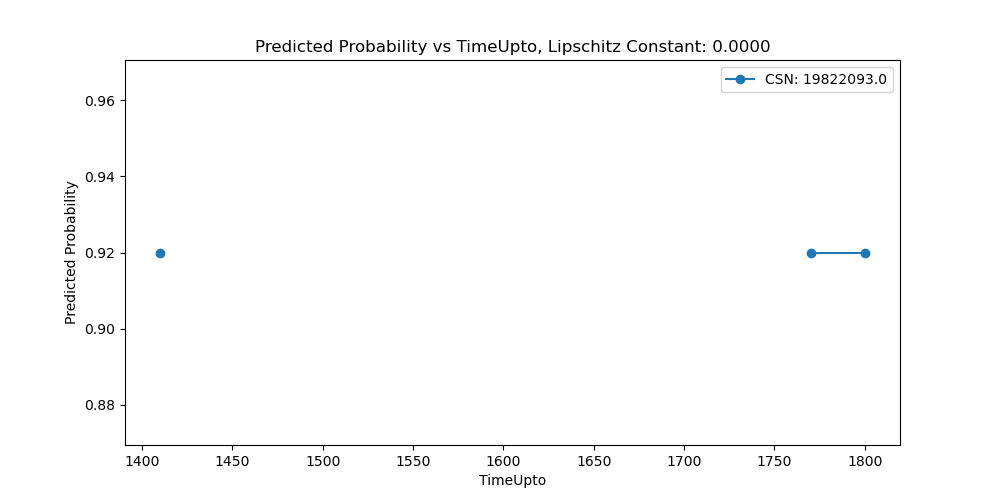 Predicted Probability vs TimeUpto, Lipschitz Constant: 0.0000
CSN: 19822093.0
Predicted Probability
0.96
0.94
0.92
0.90
0.88
1400 1450 1500 1550 1600 1650 1700 1750 1800
TimeUpto